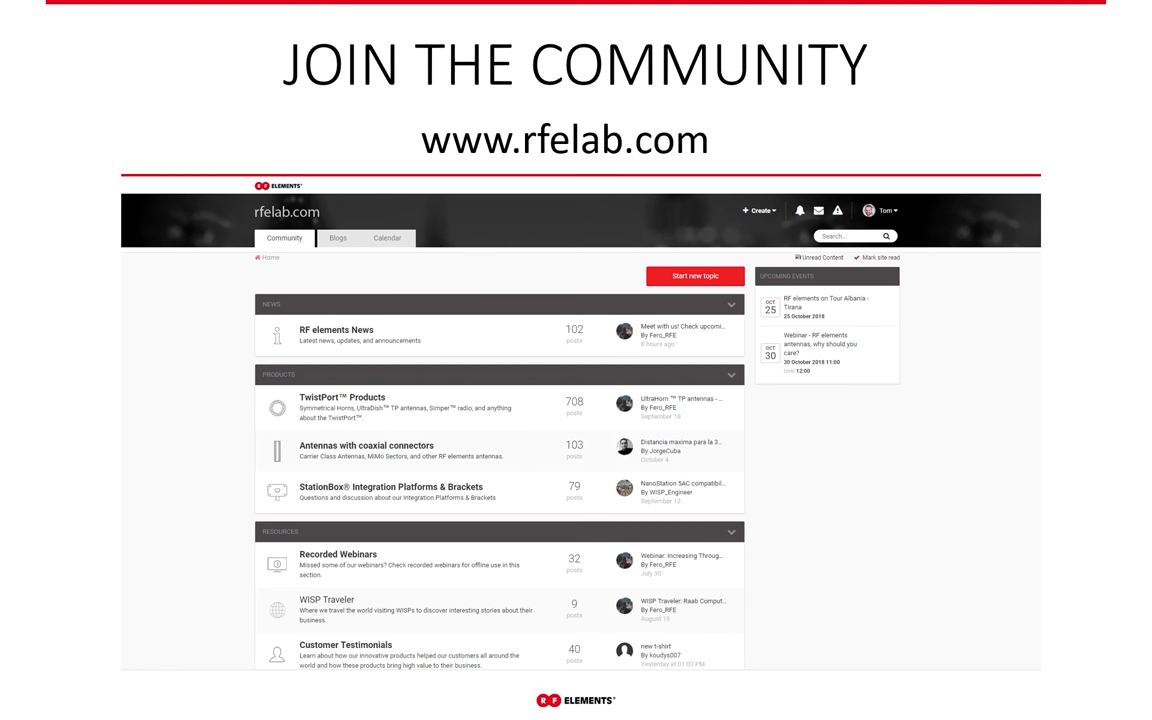 JOIN THE COMMUNITY
www.rfelab.com
RF ELEMENTS®
rfelab.com
+ Create
Tom
Community
Blogs
Calendar
Search...
Home
Unread Content
Mark site read
Start new topic
NEWS
RF elements News
Latest news, updates, and announcements
102
posts
Meet with us! Check upcomi...
By Fero_RFE
8 hours ago
PRODUCTS
TwistPort™ Products
Symmetrical Horns, UltraDish™ TP antennas, Simper™ radio, and anything
about the TwistPort™.
708
posts
UltraHorn ™ TP antennas - ...
By Fero_RFE
September 18
Antennas with coaxial connectors
Carrier Class Antennas, MiMo Sectors, and other RF elements antennas.
103
posts
Distancia maxima para la 3...
By JorgeCuba
October 4
StationBox® Integration Platforms & Brackets
Questions and discussion about our Integration Platforms & Brackets
79
posts
NanoStation 5AC compatibil...
By WISP_Engineer
September 12
RESOURCES
Recorded Webinars
Missed some of our webinars? Check recorded webinars for offline use in this
section.
32
posts
Webinar: Increasing Throug...
By Fero_RFE
July 30
WISP Traveler
Where we travel the world visiting WISPs to discover interesting stories about their
business.
9
posts
WISP Traveler: Raab Comput...
By Fero_RFE
August 15
Customer Testimonials
Learn about how our innovative products helped our customers all around the
world and how these products bring high value to their business.
40
posts
new t-shirt
By koudys007
Yesterday at 01:02 PM
UPCOMING EVENTS
OCT
25
RF elements on Tour Albania -
Tirana
25 October 2018
OCT
30
Webinar - RF elements
antennas, why should you
care?
30 October 2018 11:00
Until 12:00
RF ELEMENTS®